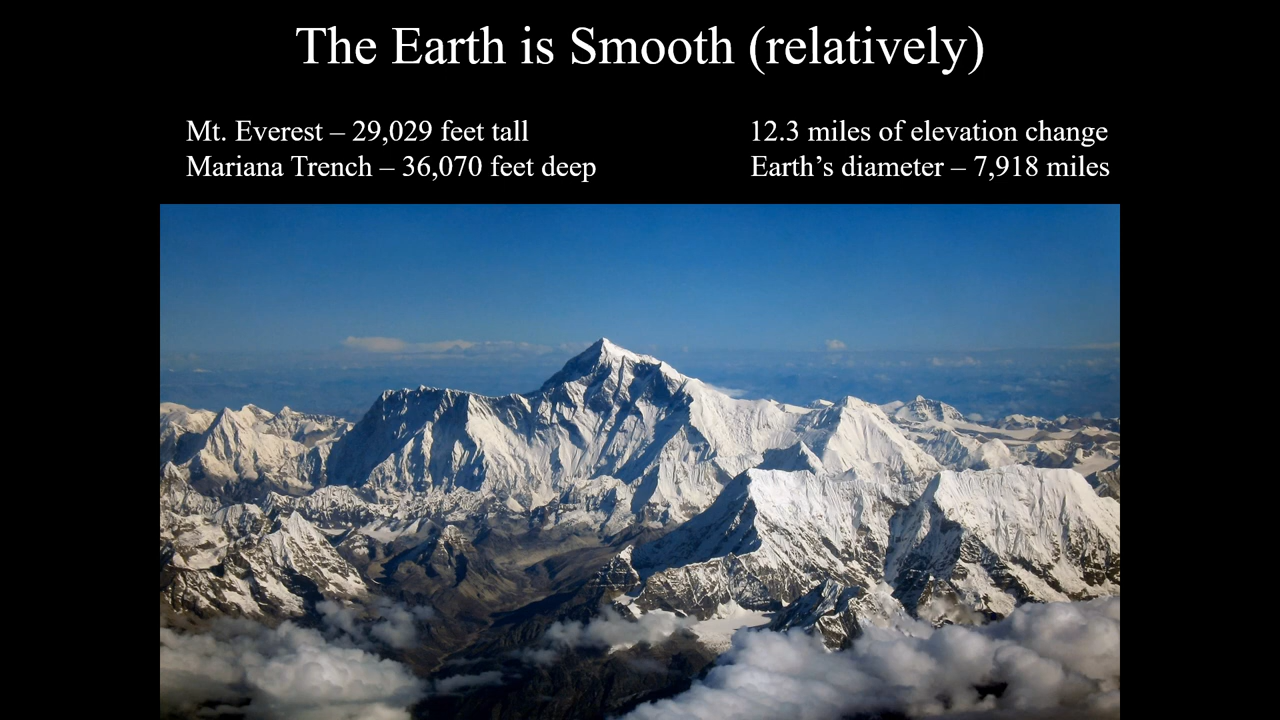 The Earth is Smooth (relatively)
Mt. Everest – 29,029 feet tall
Mariana Trench – 36,070 feet deep
12.3 miles of elevation change
Earth’s diameter – 7,918 miles